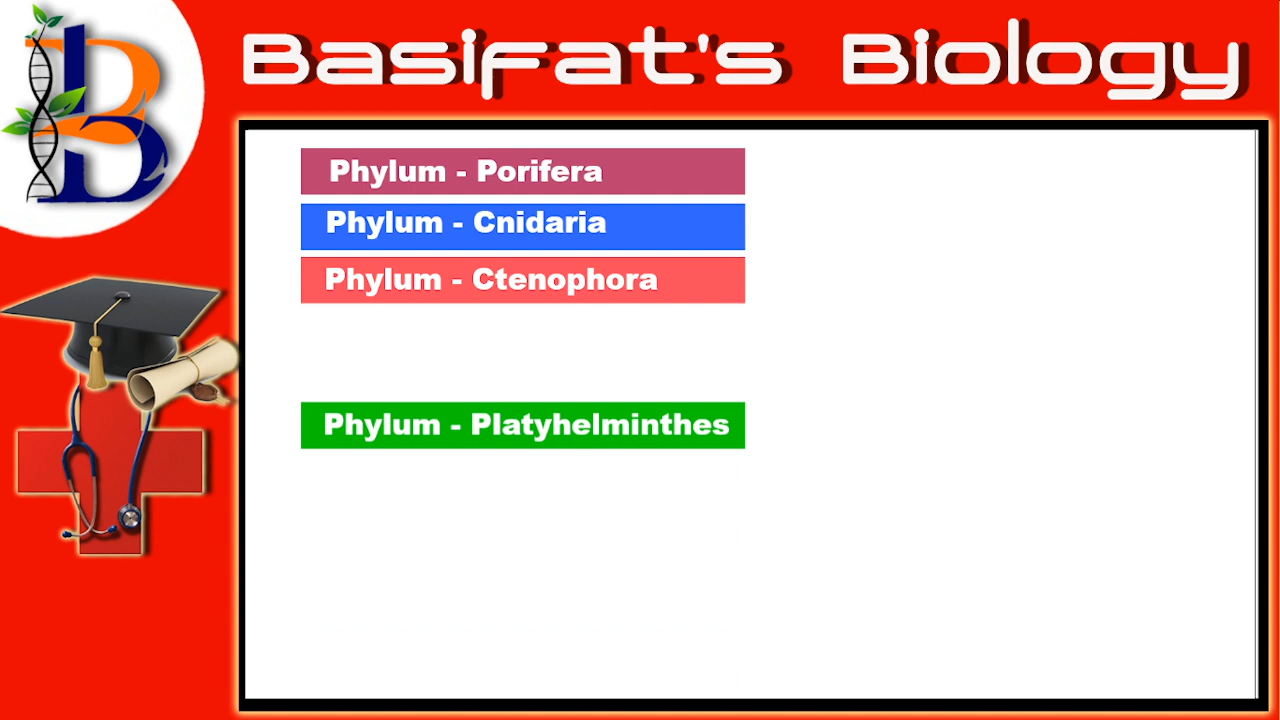 Basifat's Biology
Phylum - Porifera
Phylum - Cnidaria
Phylum - Ctenophora
Phylum - Platyhelminthes